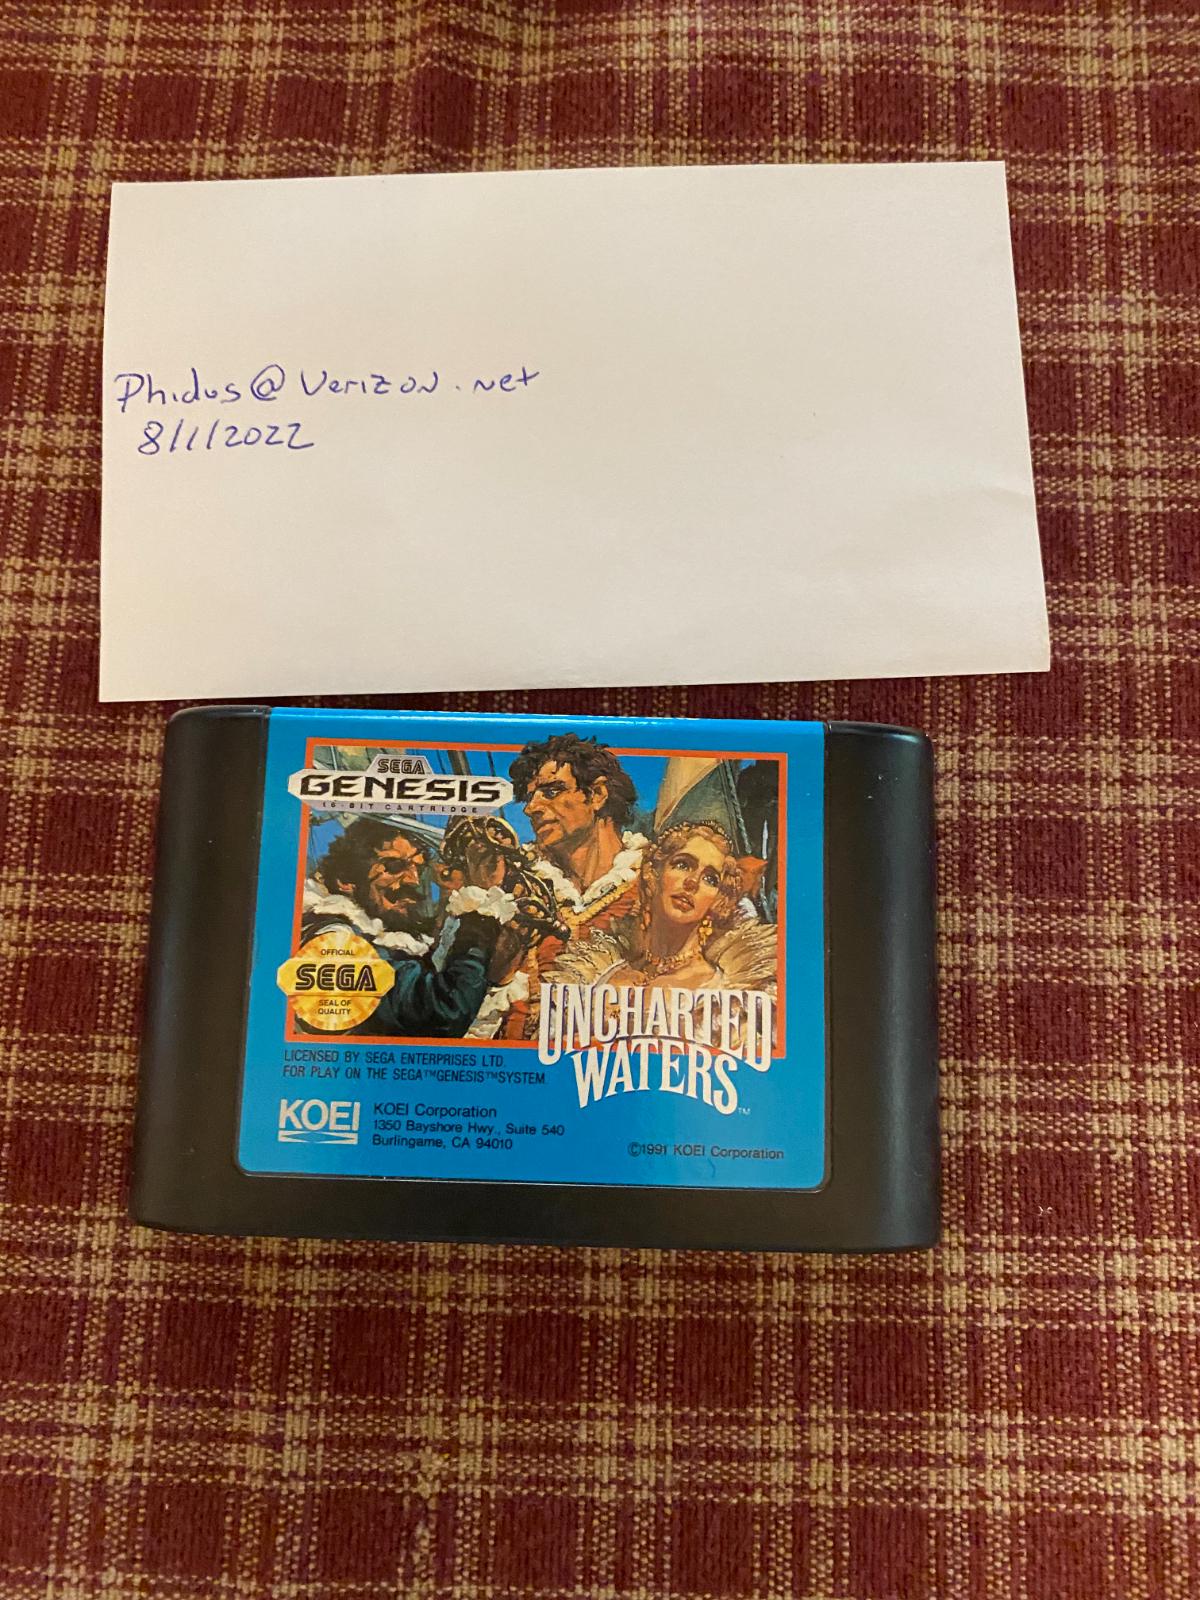 Phidus@Verizon.net
8/1/2022
SEGA
GENESIS
16-BIT CARTRIDGE
OFFICIAL
SEGA
SEAL OF
QUALITY
UNCHARTED
WATERS™
LICENSED BY SEGA ENTERPRISES LTD.
FOR PLAY ON THE SEGA™GENESIS™SYSTEM.
KOEI
KOEI Corporation
1350 Bayshore Hwy., Suite 540
Burlingame, CA 94010
©1991 KOEI Corporation